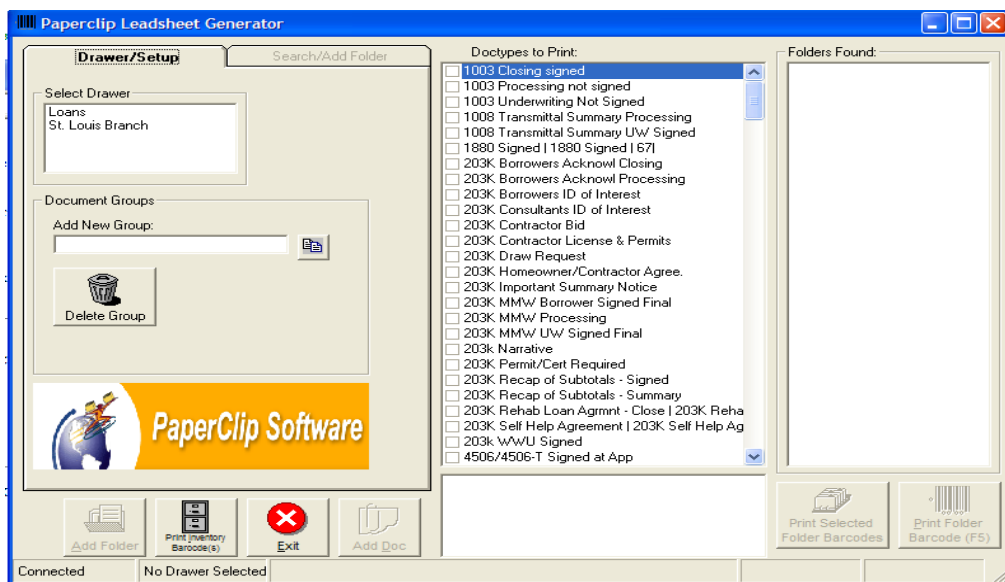 Paperclip Leadsheet Generator
Drawer/Setup
Search/Add Folder
Select Drawer
Loans
St. Louis Branch
Document Groups
Add New Group:
Delete Group
PaperClip Software
Doctypes to Print:
1003 Closing signed
1003 Processing not signed
1003 Underwriting Not Signed
1008 Transmittal Summary Processing
1008 Transmittal Summary UW Signed
1880 Signed | 1880 Signed | 67|
203K Borrowers Acknowl Closing
203K Borrowers Acknowl Processing
203K Borrowers ID of Interest
203K Consultants ID of Interest
203K Contractor Bid
203K Contractor License & Permits
203K Draw Request
203K Homeowner/Contractor Agree.
203K Important Summary Notice
203K MMW Borrower Signed Final
203K MMW Processing
203K MMW UW Signed Final
203k Narrative
203K Permit/Cert Required
203K Recap of Subtotals - Signed
203K Recap of Subtotals - Summary
203K Rehab Loan Agrmnt - Close | 203K Reha
203K Self Help Agreement | 203K Self Help Ag
203k WWU Signed
4506/4506-T Signed at App
Folders Found:
Add Folder
Print Inventory
Barcode(s)
Exit
Add Doc
Print Selected
Folder Barcodes
Print Folder
Barcode (F5)
Connected
No Drawer Selected